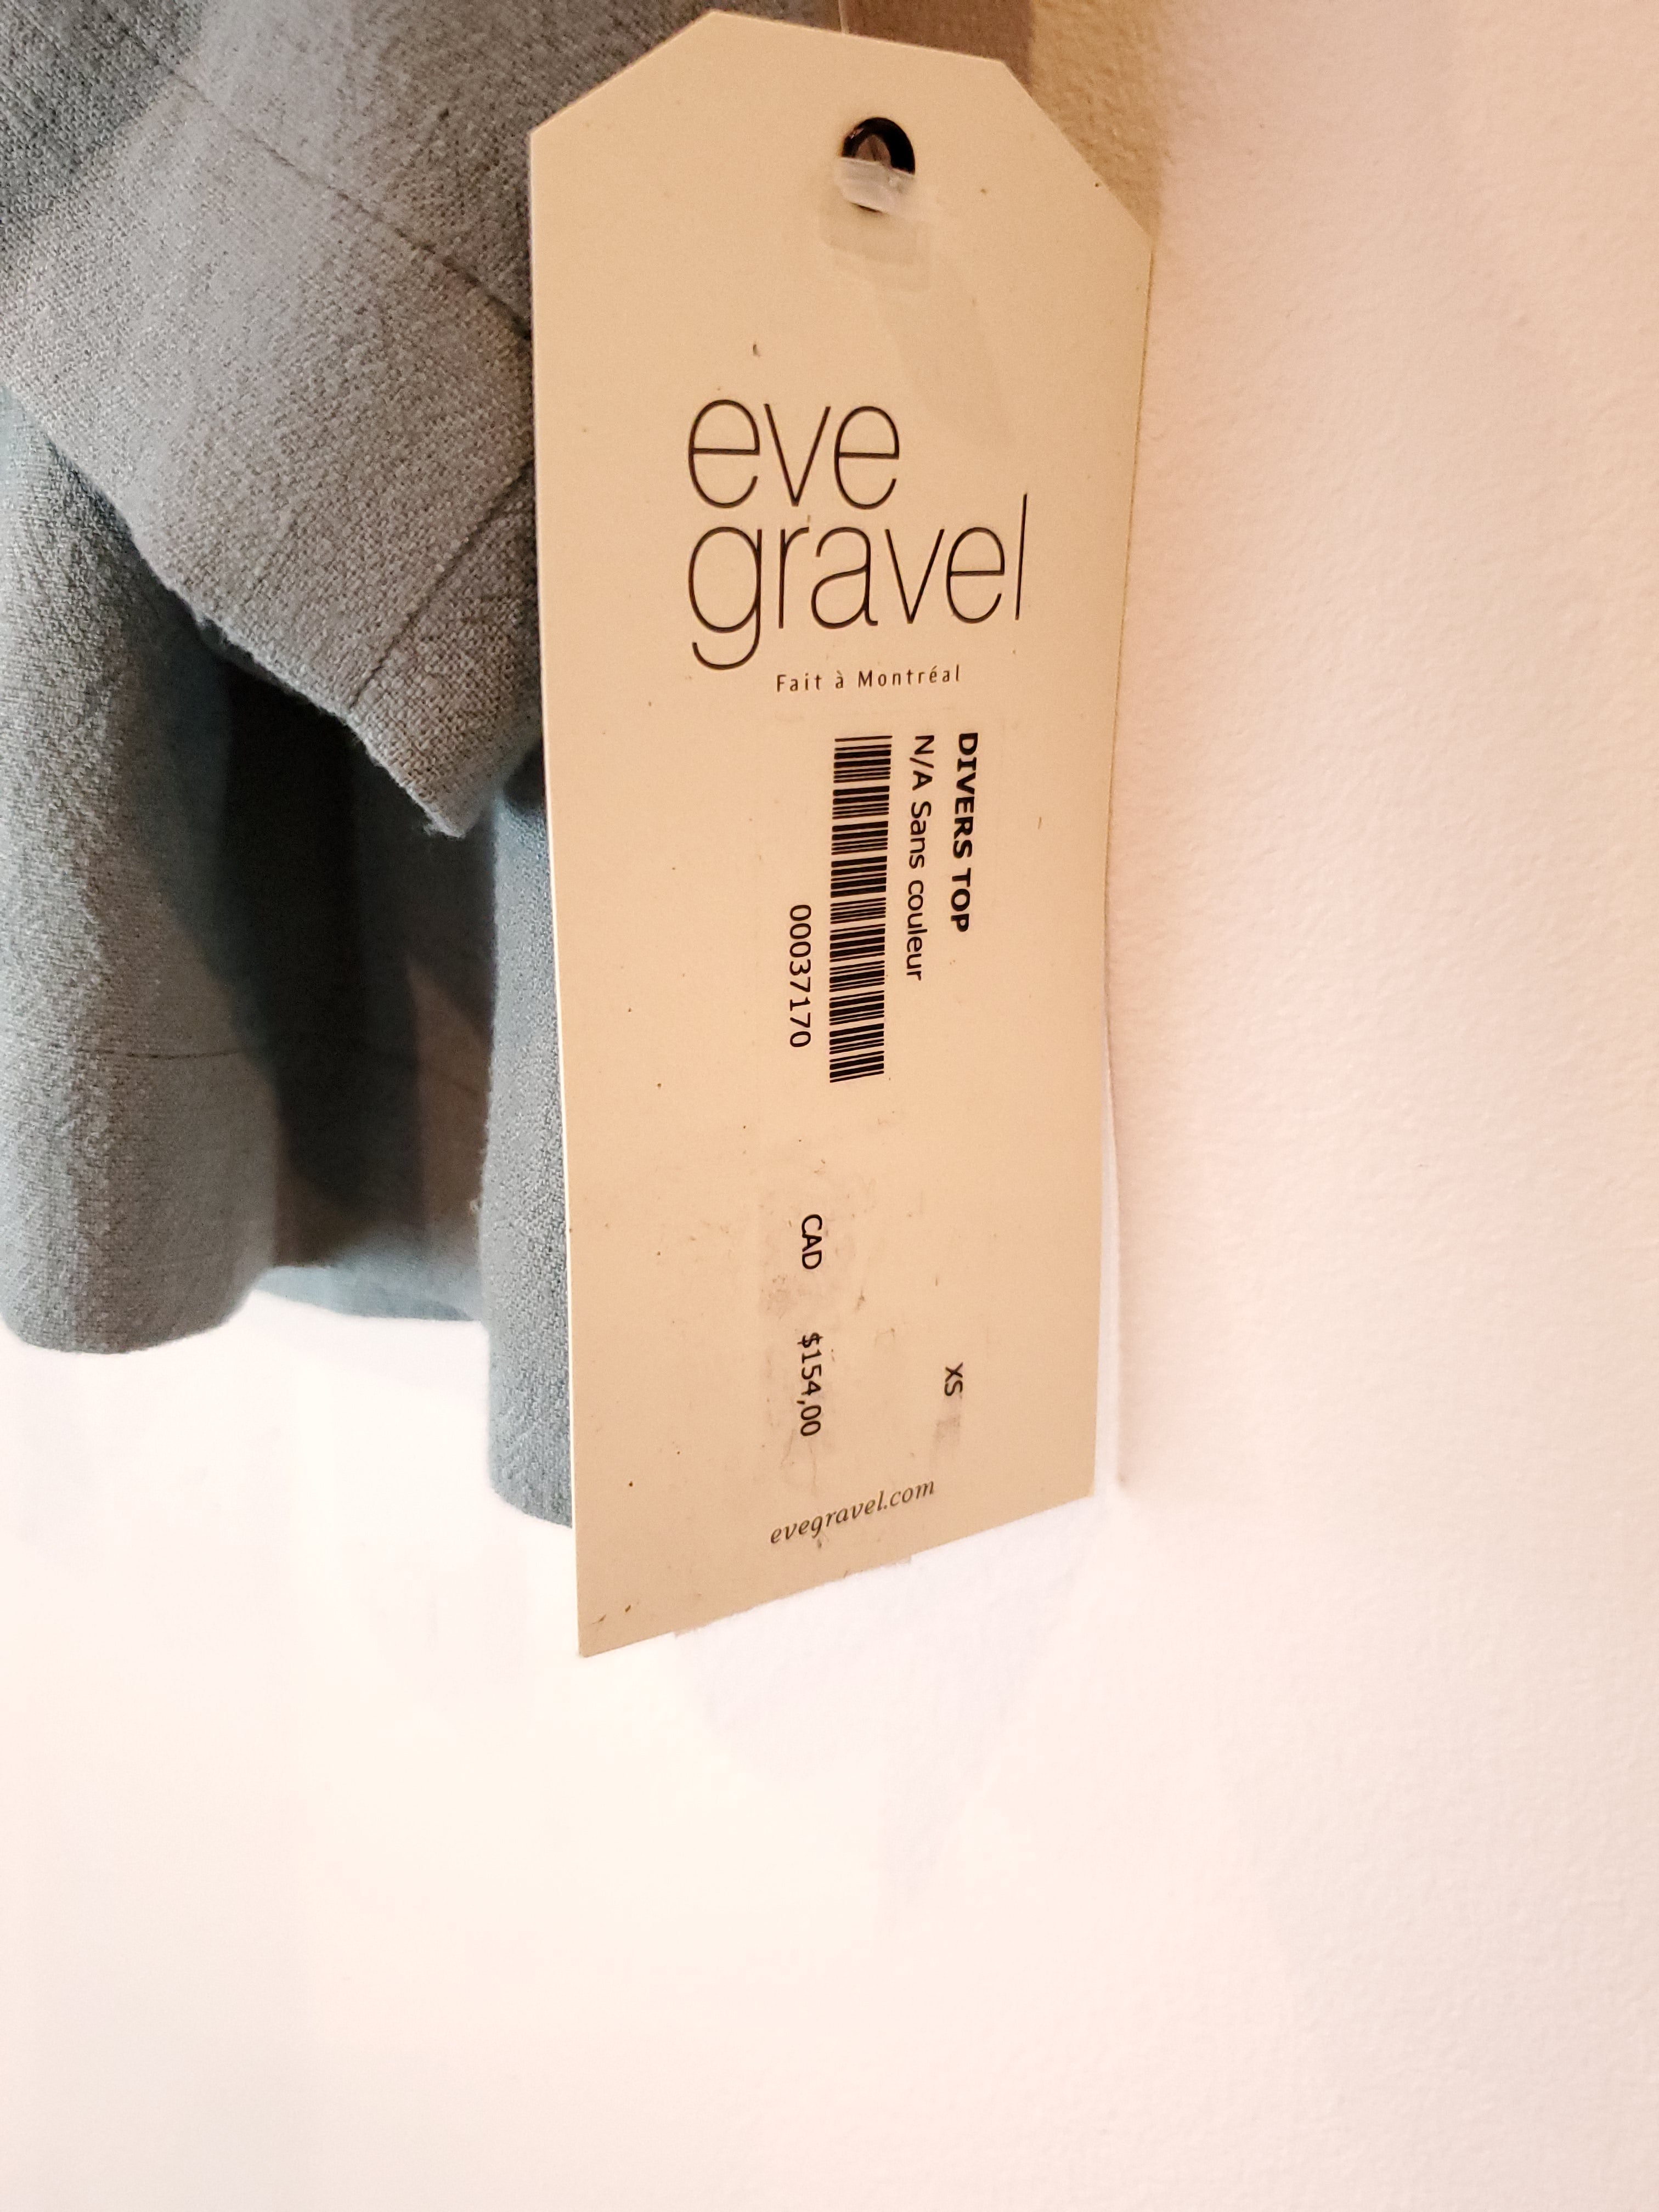 eve
gravel
Fait à Montréal
DIVERS TOP
XS
N/A Sans couleur
00037170
CAD $154,00
evegravel.com